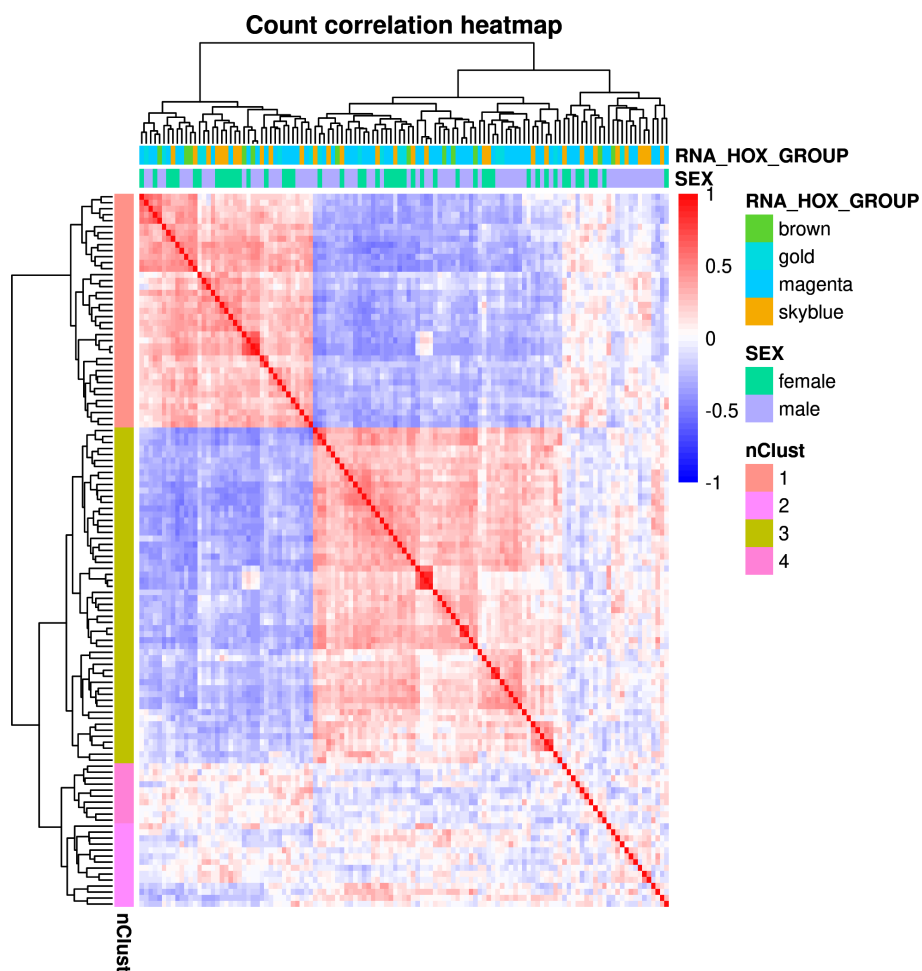 Count correlation heatmap
RNA_HOX_GROUP
SEX
1
0.5
0
-0.5
-1
RNA_HOX_GROUP
brown
gold
magenta
skyblue
SEX
female
male
nClust
1
2
3
4
nClust